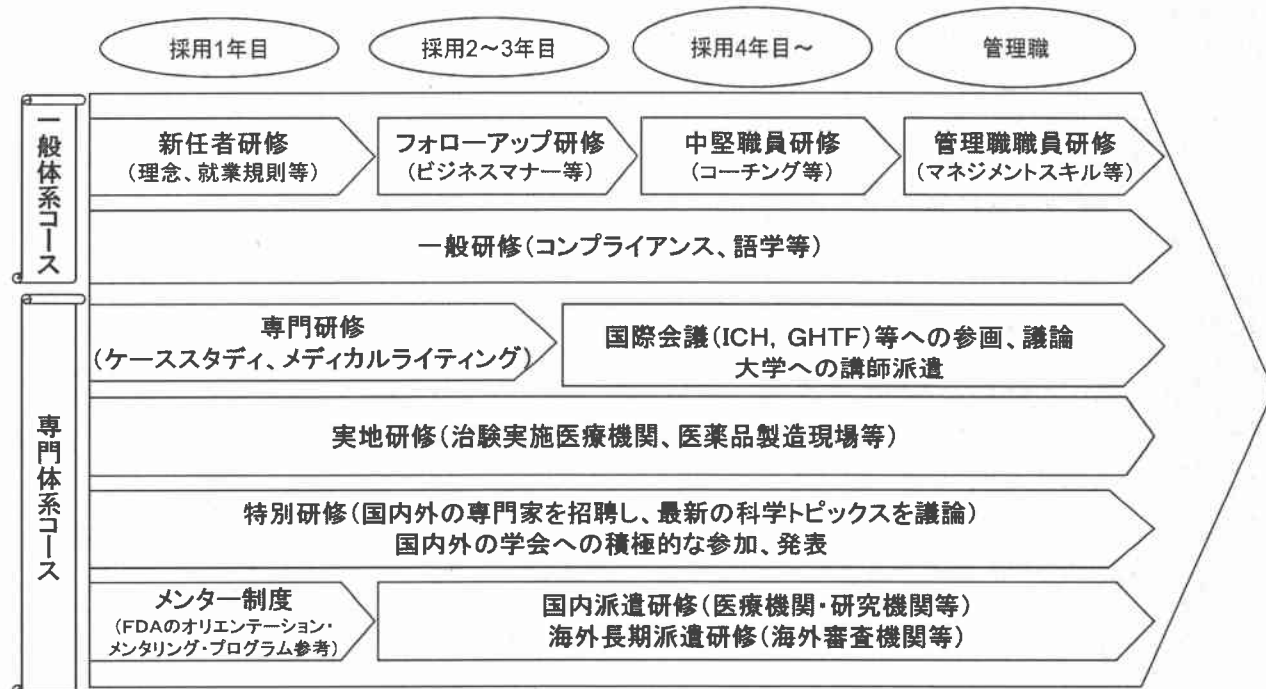 採用1年目
採用2～3年目
採用4年目～
管理職
一般体系コース
新任者研修
(理念、就業規則等)
フォローアップ研修
(ビジネスマナー等)
中堅職員研修
(コーチング等)
管理職職員研修
(マネジメントスキル等)
一般研修(コンプライアンス、語学等)
専門体系コース
専門研修
(ケーススタディ、メディカルライティング)
国際会議(ICH, GHTF)等への参画、議論
大学への講師派遣
実地研修(治験実施医療機関、医薬品製造現場等)
特別研修(国内外の専門家を招聘し、最新の科学トピックスを議論)
国内外の学会への積極的な参加、発表
メンター制度
(FDAのオリエンテーション・
メンタリング・プログラム参考)
国内派遣研修(医療機関・研究機関等)
海外長期派遣研修(海外審査機関等)